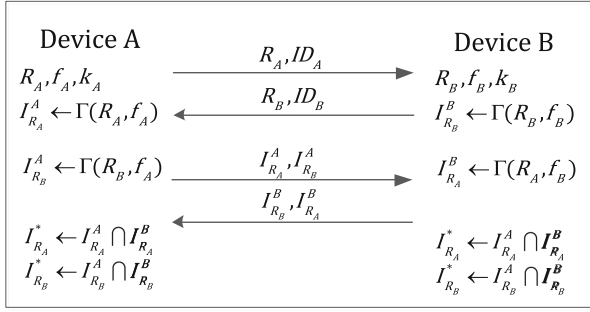 Device A
Device B
R_A, f_A, k_A
R_A, ID_A
R_B, f_B, k_B
I^A_{R_A} ← Γ(R_A, f_A)
R_B, ID_B
I^B_{R_B} ← Γ(R_B, f_B)
I^A_{R_B} ← Γ(R_B, f_A)
I^A_{R_A}, I^A_{R_B}
I^B_{R_A} ← Γ(R_A, f_B)
I^B_{R_B}, I^B_{R_A}
I^*_{R_A} ← I^A_{R_A} ⋂ I^B_{R_A}
I^*_{R_A} ← I^A_{R_A} ⋂ I^B_{R_A}
I^*_{R_B} ← I^A_{R_B} ⋂ I^B_{R_B}
I^*_{R_B} ← I^A_{R_B} ⋂ I^B_{R_B}